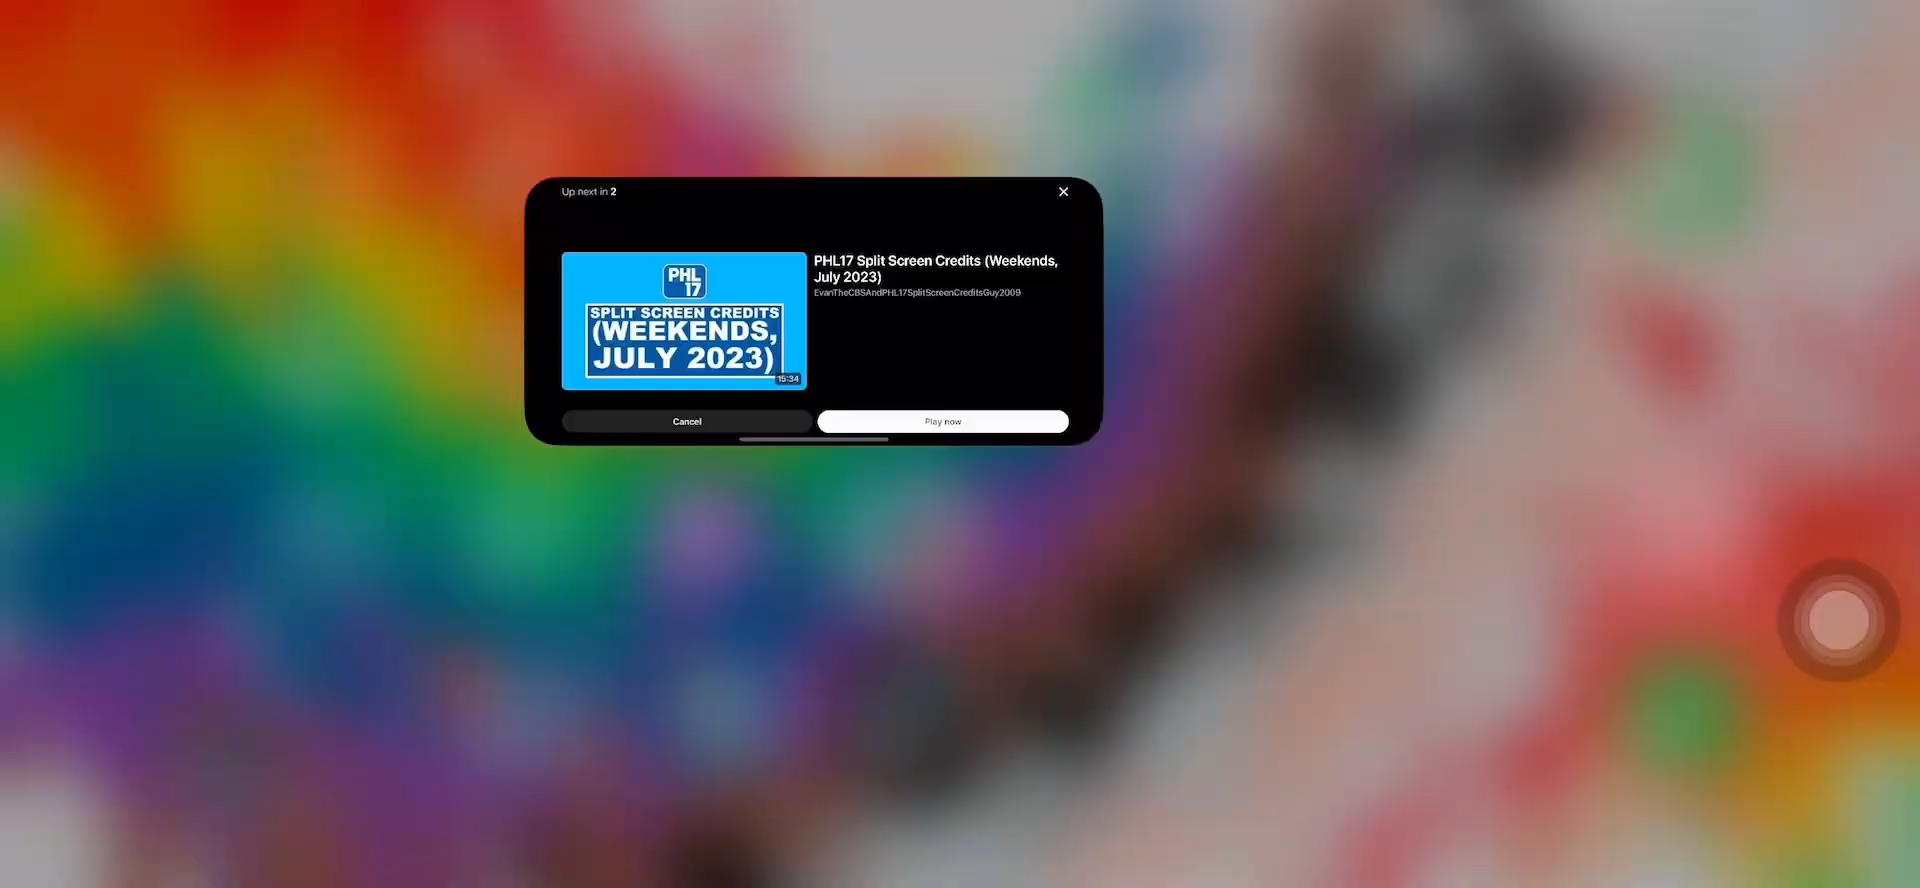 Up next in 2
PHL
17
SPLIT SCREEN CREDITS
(WEEKENDS,
JULY 2023)
15:34
PHL17 Split Screen Credits (Weekends,
July 2023)
EvanTheCBSAndPHL17SplitScreenCreditsGuy2009
Cancel
Play now